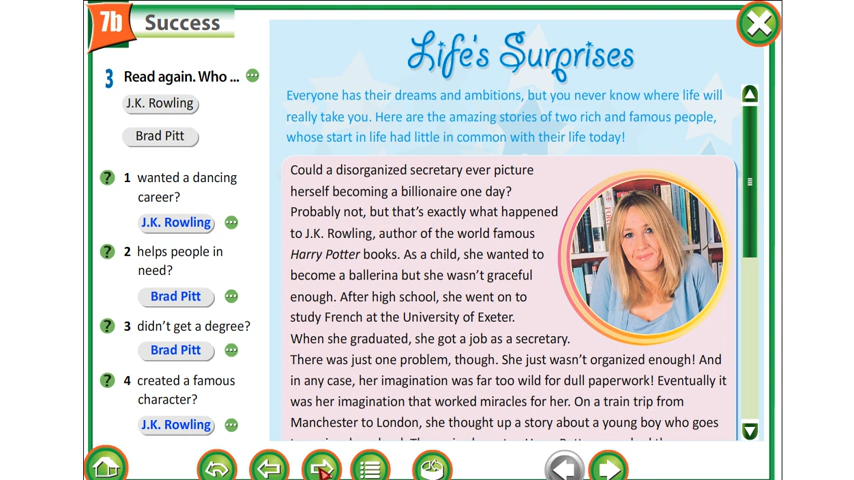 7b Success
3 Read again. Who ...
J.K. Rowling
Brad Pitt
? 1 wanted a dancing
career?
J.K. Rowling
? 2 helps people in
need?
Brad Pitt
? 3 didn't get a degree?
Brad Pitt
? 4 created a famous
character?
J.K. Rowling
Life's Surprises
Everyone has their dreams and ambitions, but you never know where life will
really take you. Here are the amazing stories of two rich and famous people,
whose start in life had little in common with their life today!
Could a disorganized secretary ever picture
herself becoming a billionaire one day?
Probably not, but that's exactly what happened
to J.K. Rowling, author of the world famous
Harry Potter books. As a child, she wanted to
become a ballerina but she wasn't graceful
enough. After high school, she went on to
study French at the University of Exeter.
When she graduated, she got a job as a secretary.
There was just one problem, though. She just wasn't organized enough! And
in any case, her imagination was far too wild for dull paperwork! Eventually it
was her imagination that worked miracles for her. On a train trip from
Manchester to London, she thought up a story about a young boy who goes